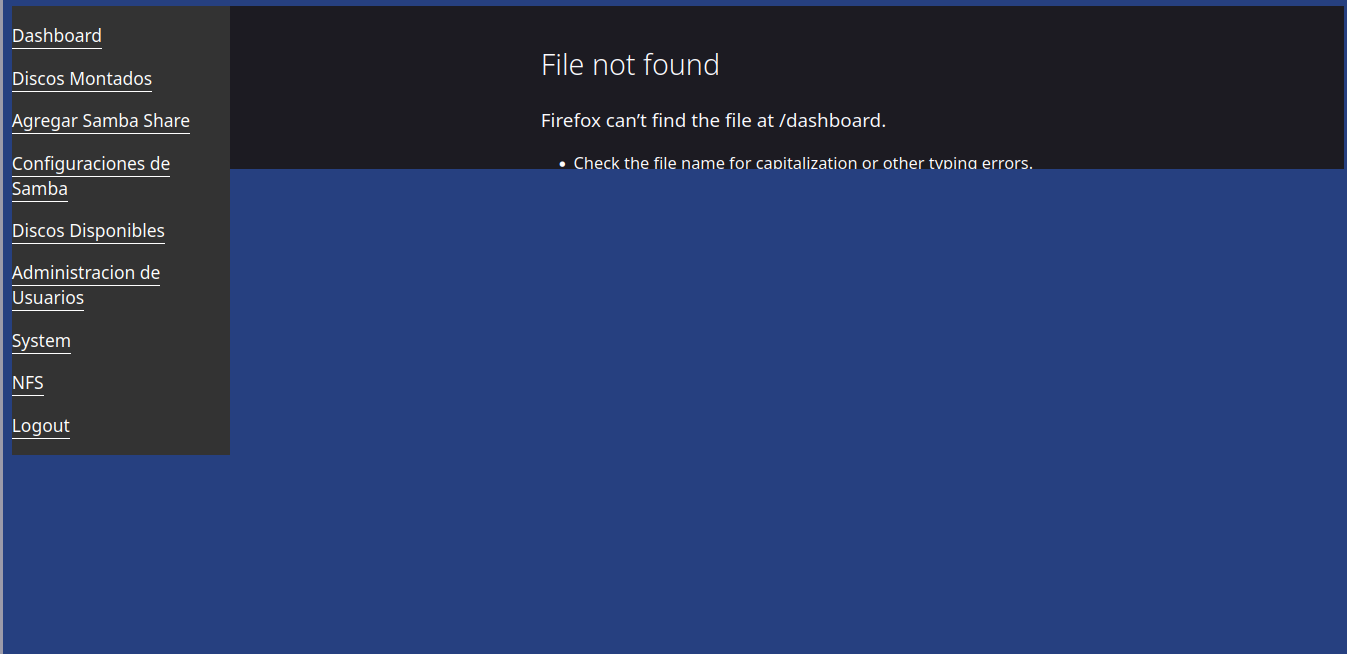 Dashboard
Discos Montados
Agregar Samba Share
Configuraciones de
Samba
Discos Disponibles
Administracion de
Usuarios
System
NFS
Logout
File not found
Firefox can’t find the file at /dashboard.
• Check the file name for capitalization or other typing errors.